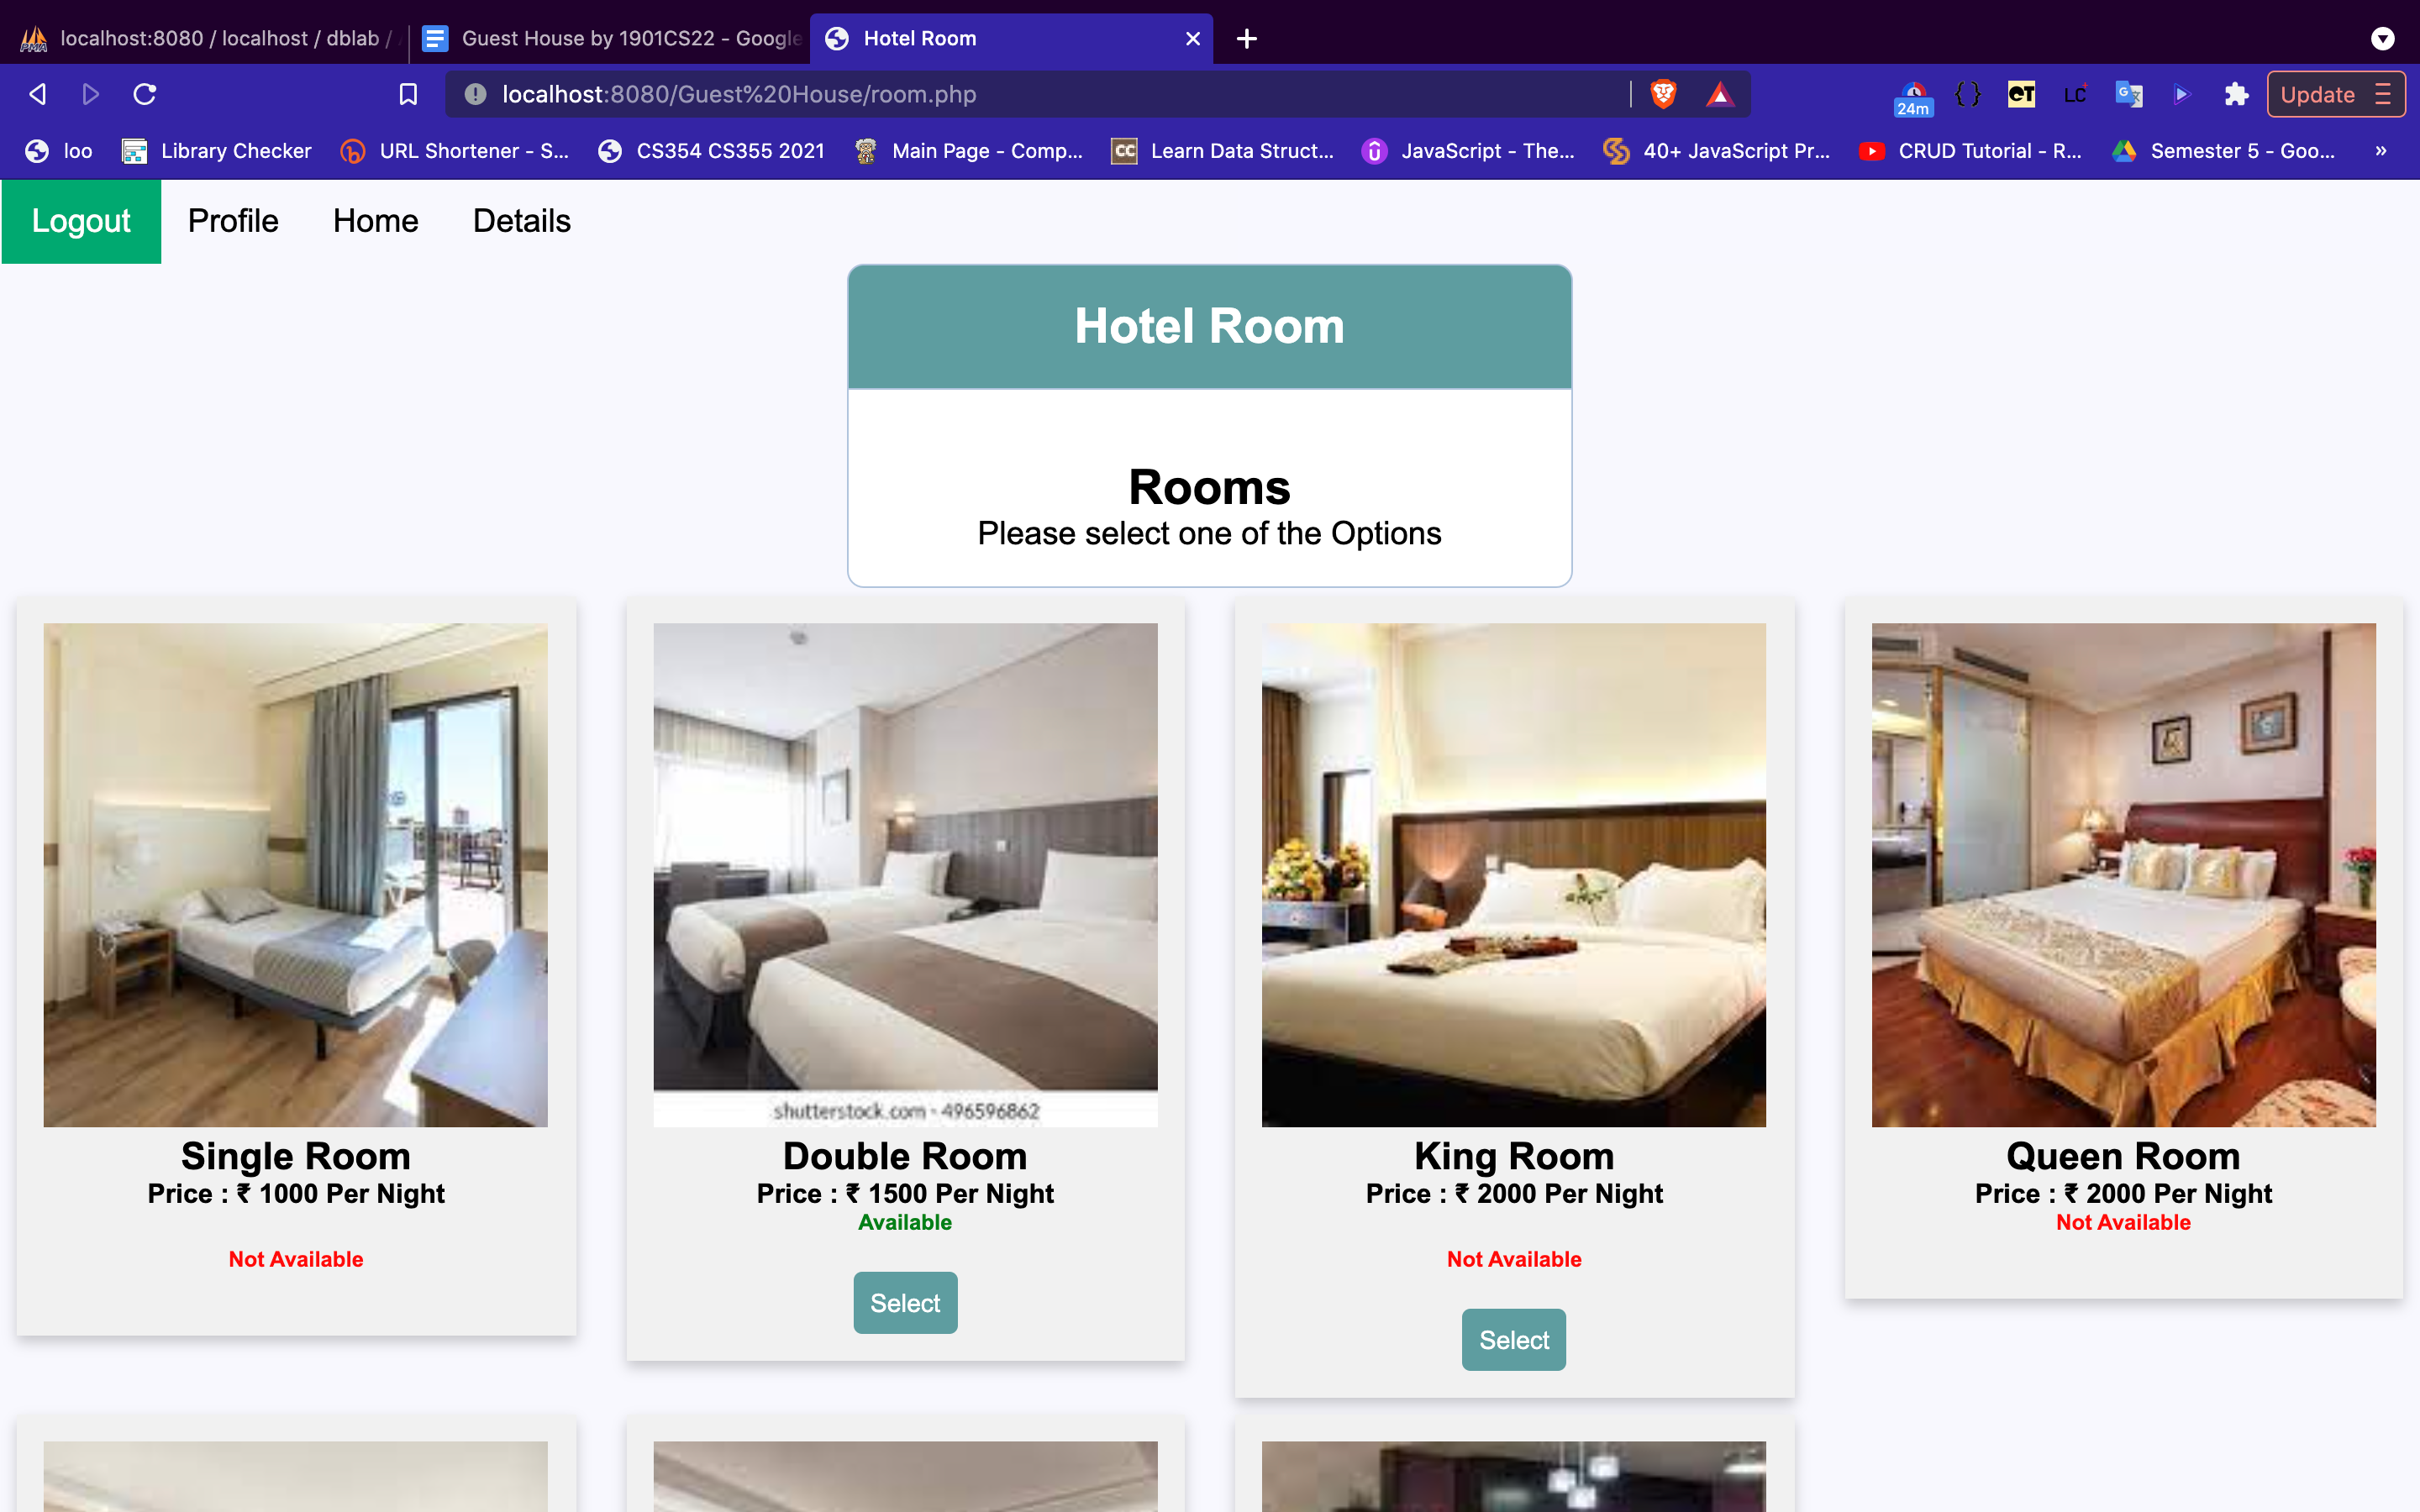 localhost:8080 / localhost / dblab /
Guest House by 1901CS22 - Google
Hotel Room
localhost:8080/Guest%20House/room.php
24m
LC
Update
loo
Library Checker
URL Shortener - S...
CS354 CS355 2021
Main Page - Comp...
Learn Data Struct...
JavaScript - The...
40+ JavaScript Pr...
CRUD Tutorial - R...
Semester 5 - Goo...
»
Logout
Profile
Home
Details
Hotel Room
Rooms
Please select one of the Options
shutterstock.com · 496596862
Single Room
Price : ₹ 1000 Per Night
Not Available
Double Room
Price : ₹ 1500 Per Night
Available
Select
King Room
Price : ₹ 2000 Per Night
Not Available
Select
Queen Room
Price : ₹ 2000 Per Night
Not Available